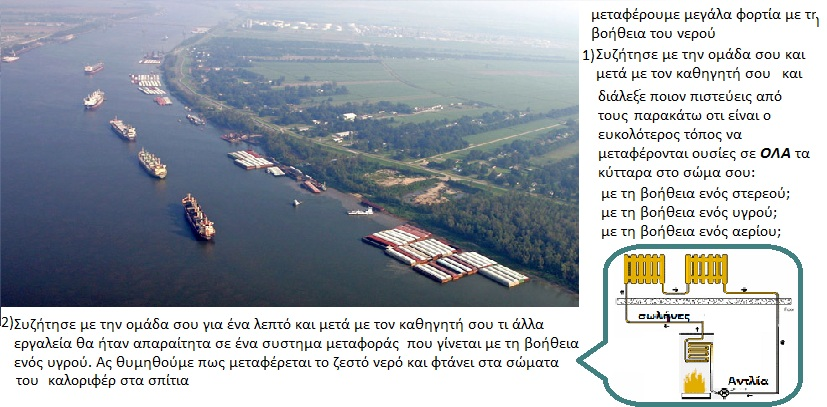 μεταφέρουμε μεγάλα φορτία με τη
βοήθεια του νερού
1)Συζήτησε με την ομάδα σου και
μετά με τον καθηγητή σου και
διάλεξε ποιον πιστεύεις από
τους παρακάτω οτι είναι ο
ευκολότερος τόπος να
μεταφέρονται ουσίες σε ΟΛΑ τα
κύτταρα στο σώμα σου:
με τη βοήθεια ενός στερεού;
με τη βοήθεια ενός υγρού;
με τη βοήθεια ενός αερίου;
2)Συζήτησε με την ομάδα σου για ένα λεπτό και μετά με τον καθηγητή σου τι άλλα
εργαλεία θα ήταν απαραίτητα σε ένα συστημα μεταφοράς που γίνεται με τη βοήθεια
ενός υγρού. Ας θυμηθούμε πως μεταφέρεται το ζεστό νερό και φτάνει στα σώματα
του καλοριφέρ στα σπίτια
σωλήνες
Αντλία